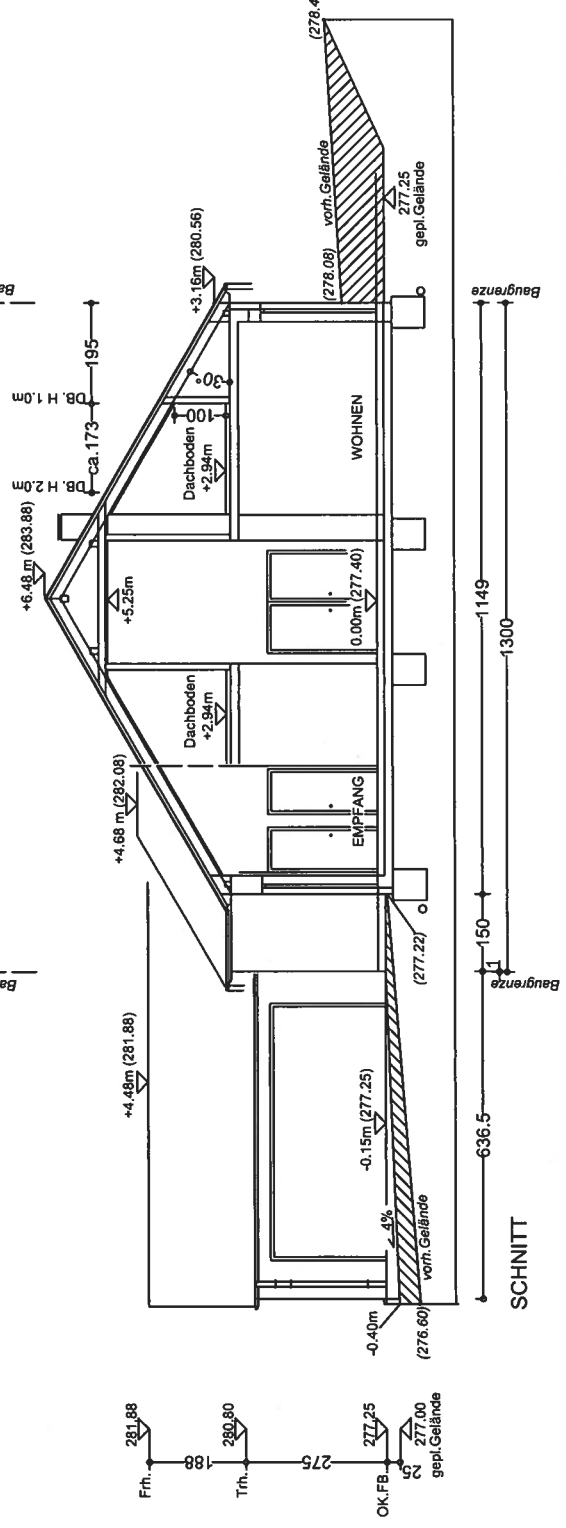 Frh.
281.88
188
Trh.
280.80
275
OK.FB.
277.25
25
277.00
gepl.Gelände
-0.40m
(276.60)
vorh.Gelände
4%
-0.15m (277.25)
+4.48m (281.88)
+4.68 m (282.08)
(277.22)
EMPFANG
Dachboden
+2.94m
+6.48 m (283.88)
+5.25m
0.00m (277.40)
DB. H 2.0m
ca.173
DB. H 1.0m
195
Dachboden
+2.94m
100
30°
WOHNEN
+3.16m (280.56)
(278.08)
vorh.Gelände
(278.4
277.25
gepl.Gelände
636.5
150
1149
1
1300
Baugrenze
Baugrenze
Ba
Ba
SCHNITT